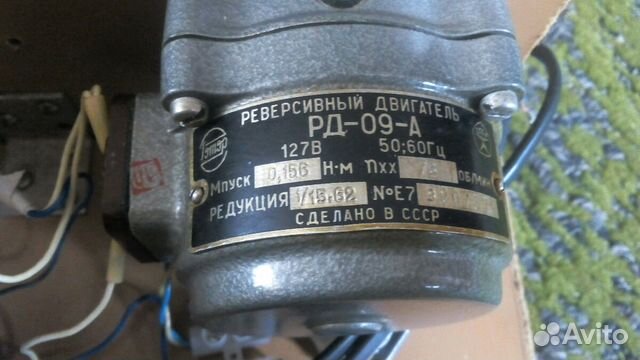 РЕВЕРСИВНЫЙ ДВИГАТЕЛЬ
РД-09-А
127В 50;60ГЦ
Мпуск 0,156 Н·м nхх ОБ/МИН
РЕДУКЦИЯ 1/15,62 №Е7
СДЕЛАНО В СССР
Avito